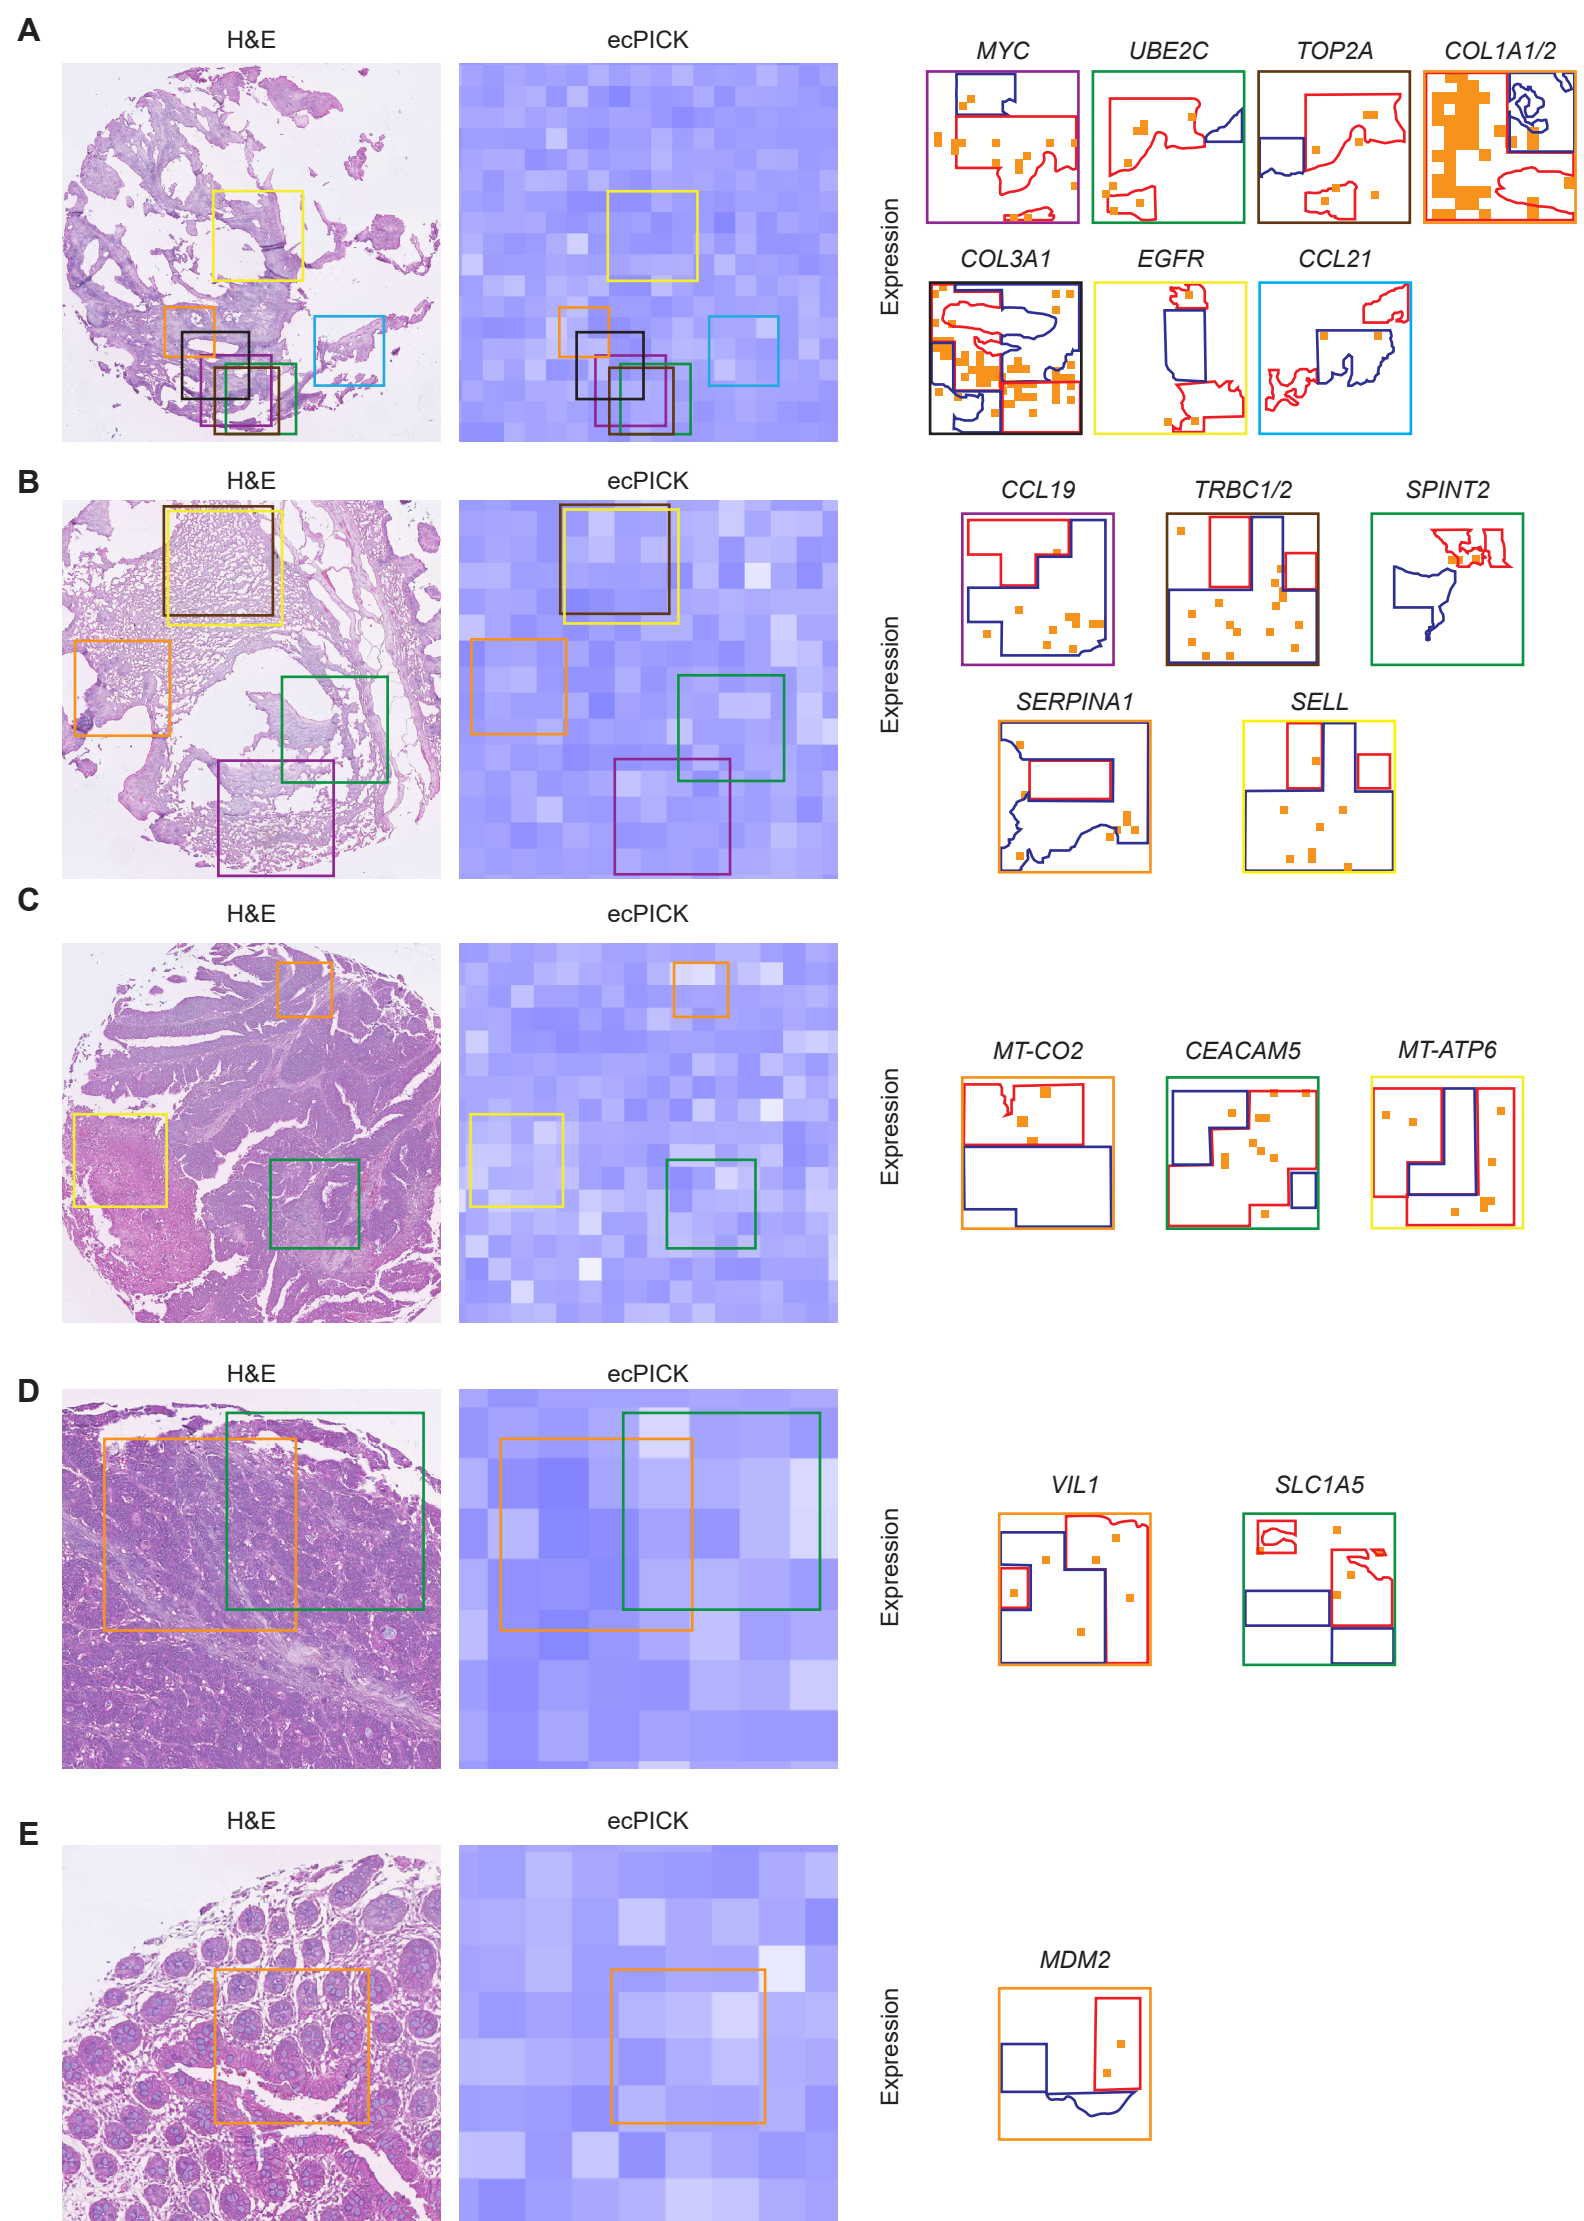 A
H&E
ecPICK
MYC
UBE2C
TOP2A
COL1A1/2
Expression
COL3A1
EGFR
CCL21
B
H&E
ecPICK
CCL19
TRBC1/2
SPINT2
Expression
SERPINA1
SELL
C
H&E
ecPICK
Expression
MT-CO2
CEACAM5
MT-ATP6
D
H&E
ecPICK
Expression
VIL1
SLC1A5
E
H&E
ecPICK
Expression
MDM2